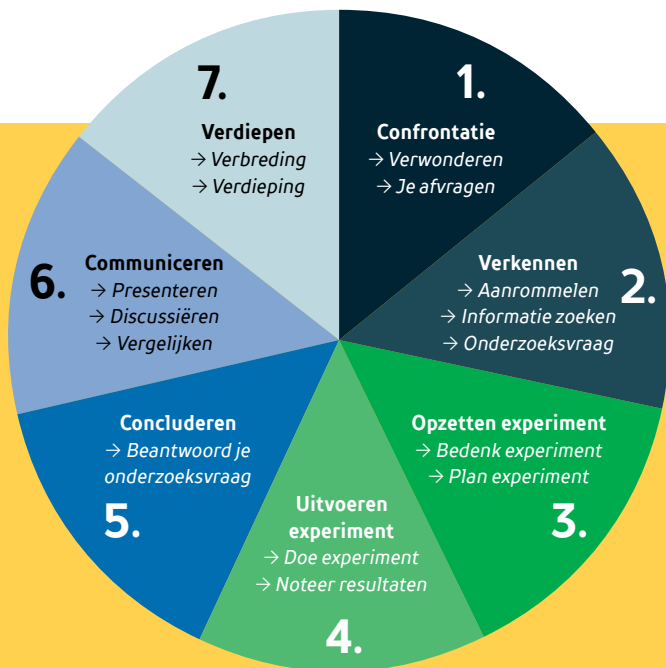 1.
Confrontatie
→ Verwonderen
→ Je afvragen
2.
Verkennen
→ Aanrommelen
→ Informatie zoeken
→ Onderzoeksvraag
3.
Opzetten experiment
→ Bedenk experiment
→ Plan experiment
4.
Uitvoeren
experiment
→ Doe experiment
→ Noteer resultaten
5.
Concluderen
→ Beantwoord je
onderzoeksvraag
6.
Communiceren
→ Presenteren
→ Discussiëren
→ Vergelijken
7.
Verdiepen
→ Verbreding
→ Verdieping